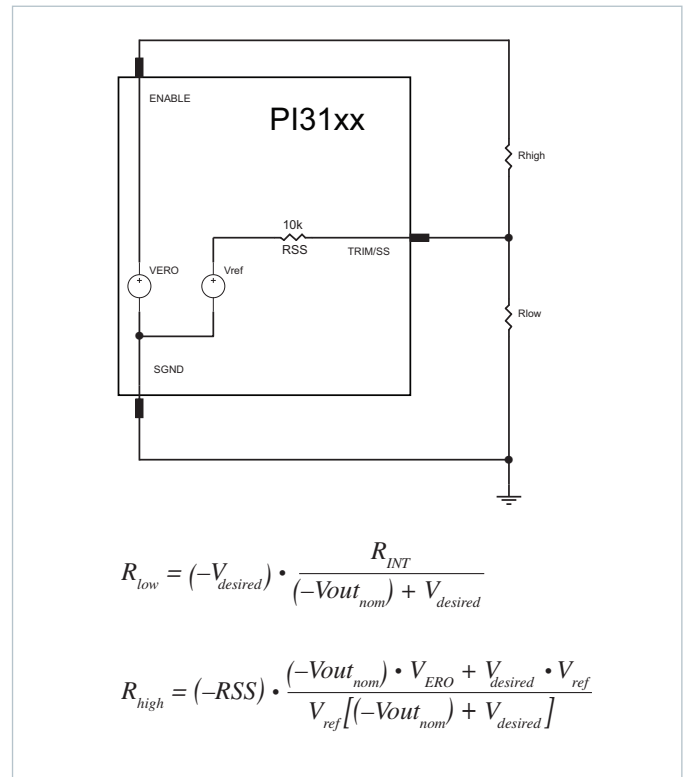 ENABLE
PI31xx
Rhigh
10k
RSS
TRIM/SS
VERO
Vref
+
+
Rlow
SGND
R_low = (–V_desired) • R_INT / ((–Vout_nom) + V_desired)
R_high = (–RSS) • ((–Vout_nom) • V_ERO + V_desired • V_ref) / (V_ref[(–Vout_nom) + V_desired])